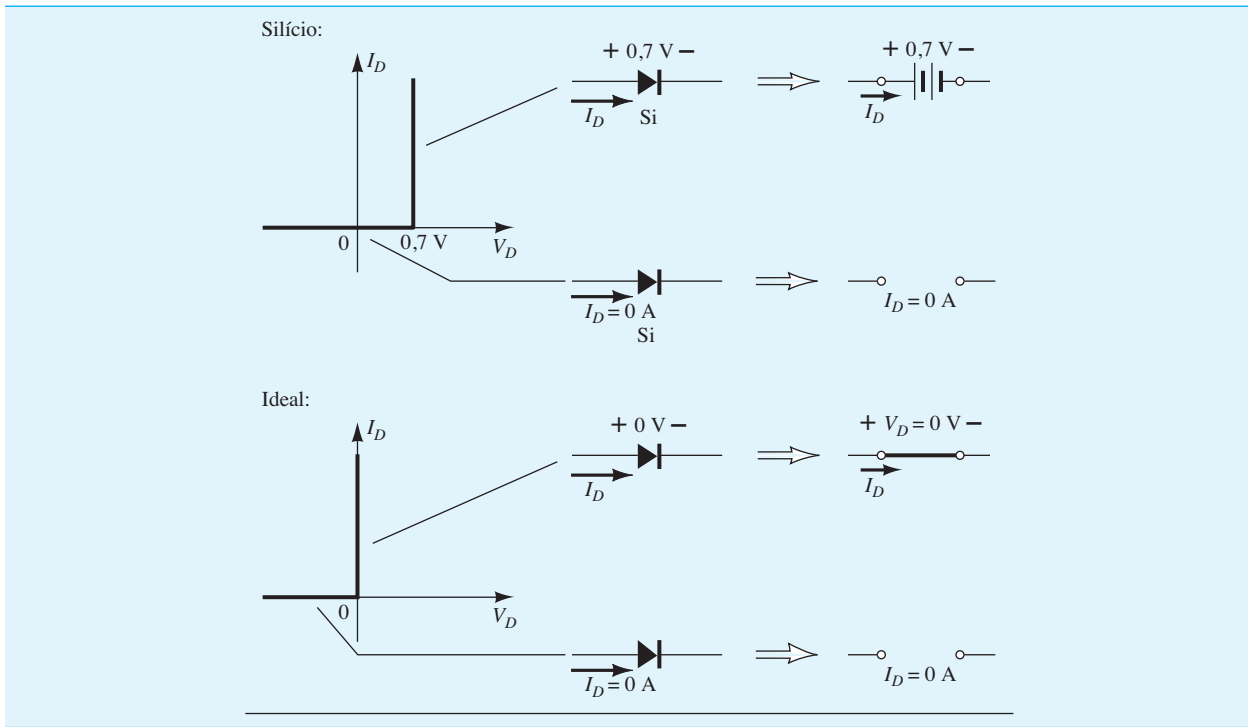 Silício:
I_D
+ 0,7 V −
+ 0,7 V −
I_D
Si
I_D
0
0,7 V
V_D
I_D = 0 A
Si
I_D = 0 A
Ideal:
I_D
+ 0 V −
+ V_D = 0 V −
I_D
I_D
0
V_D
I_D = 0 A
I_D = 0 A